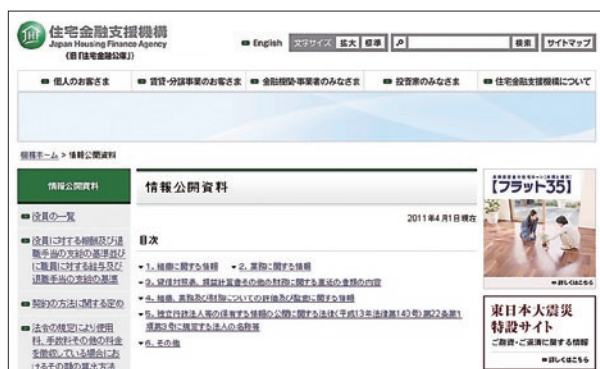 住宅金融支援機構
Japan Housing Finance Agency
(旧『住宅金融公庫』)
English
文字サイズ 拡大 標準
検索
サイトマップ
個人のお客さま
賃貸・分譲事業のお客さま
金融機関・事業者のみなさま
投資家のみなさま
住宅金融支援機構について
機構ホーム > 情報公開資料
情報公開資料
役員の一覧
役員に対する報酬及び退
職手当の支給の基準並び
に職員に対する給与及び
退職手当の支給の基準
契約の方法に関する定め
法令の規定により使用
料、手数料その他の料金
を徴収している場合にお
けるその額の算出方法
情報公開資料
2011年4月1日現在
目次
1. 組織に関する情報
2. 業務に関する情報
3. 貸借対照表、損益計算書その他の財務に関する直近の書類の内容
4. 組織、業務及び財務についての評価及び監査に関する情報
5. 独立行政法人等の保有する情報の公開に関する法律(平成13年法律第140号)第22条第1
項第3号に規定する法人の名称等
6. その他
【フラット35】
詳しくはこちら
東日本大震災
特設サイト
ご融資・ご返済に関する情報
詳しくはこちら